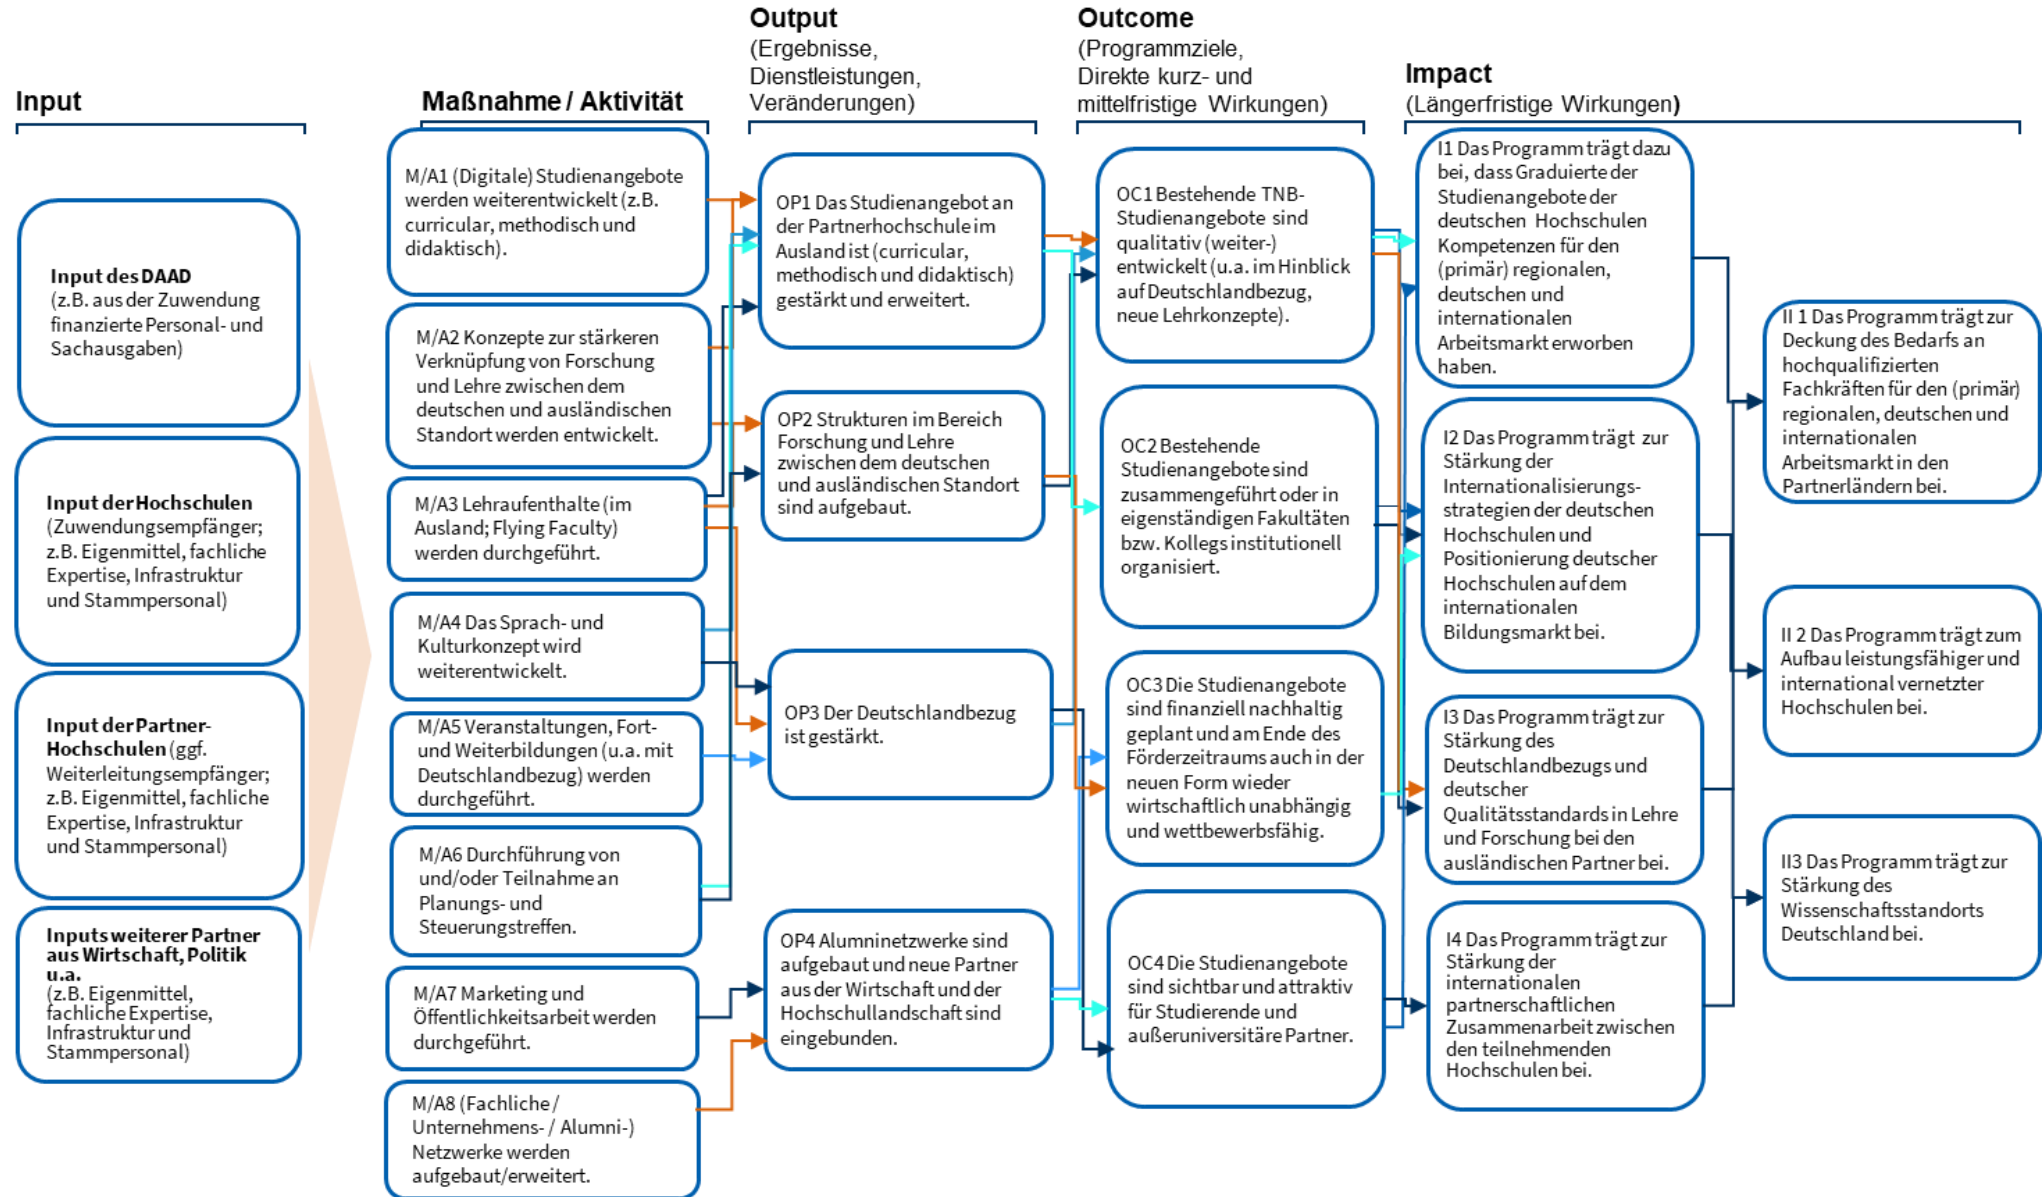 Input
Maßnahme / Aktivität
Output
(Ergebnisse,
Dienstleistungen,
Veränderungen)
Outcome
(Programmziele,
Direkte kurz- und
mittelfristige Wirkungen)
Impact
(Längerfristige Wirkungen)
Input des DAAD
(z.B. aus der Zuwendung
finanzierte Personal- und
Sachausgaben)
Input der Hochschulen
(Zuwendungsempfänger;
z.B. Eigenmittel, fachliche
Expertise, Infrastruktur
und Stammpersonal)
Input der Partner-
Hochschulen (ggf.
Weiterleitungsempfänger;
z.B. Eigenmittel, fachliche
Expertise, Infrastruktur
und Stammpersonal)
Inputs weiterer Partner
aus Wirtschaft, Politik
u.a.
(z.B. Eigenmittel,
fachliche Expertise,
Infrastruktur und
Stammpersonal)
M/A1 (Digitale) Studienangebote
werden weiterentwickelt (z.B.
curricular, methodisch und
didaktisch).
M/A2 Konzepte zur stärkeren
Verknüpfung von Forschung
und Lehre zwischen dem
deutschen und ausländischen
Standort werden entwickelt.
M/A3 Lehraufenthalte (im
Ausland; Flying Faculty)
werden durchgeführt.
M/A4 Das Sprach- und
Kulturkonzept wird
weiterentwickelt.
M/A5 Veranstaltungen, Fort-
und Weiterbildungen (u.a. mit
Deutschlandbezug) werden
durchgeführt.
M/A6 Durchführung von
und/oder Teilnahme an
Planungs- und
Steuerungstreffen.
M/A7 Marketing und
Öffentlichkeitsarbeit werden
durchgeführt.
M/A8 (Fachliche /
Unternehmens- / Alumni-)
Netzwerke werden
aufgebaut/erweitert.
OP1 Das Studienangebot an
der Partnerhochschule im
Ausland ist (curricular,
methodisch und didaktisch)
gestärkt und erweitert.
OP2 Strukturen im Bereich
Forschung und Lehre
zwischen dem deutschen
und ausländischen Standort
sind aufgebaut.
OP3 Der Deutschlandbezug
ist gestärkt.
OP4 Alumninetzwerke sind
aufgebaut und neue Partner
aus der Wirtschaft und der
Hochschullandschaft sind
eingebunden.
OC1 Bestehende TNB-
Studienangebote sind
qualitativ (weiter-)
entwickelt (u.a. im Hinblick
auf Deutschlandbezug,
neue Lehrkonzepte).
OC2 Bestehende
Studienangebote sind
zusammengeführt oder in
eigenständigen Fakultäten
bzw. Kollegs institutionell
organisiert.
OC3 Die Studienangebote
sind finanziell nachhaltig
geplant und am Ende des
Förderzeitraums auch in der
neuen Form wieder
wirtschaftlich unabhängig
und wettbewerbsfähig.
OC4 Die Studienangebote
sind sichtbar und attraktiv
für Studierende und
außeruniversitäre Partner.
I1 Das Programm trägt dazu
bei, dass Graduierte der
Studienangebote der
deutschen Hochschulen
Kompetenzen für den
(primär) regionalen,
deutschen und
internationalen
Arbeitsmarkt erworben
haben.
I2 Das Programm trägt zur
Stärkung der
Internationalisierungs-
strategien der deutschen
Hochschulen und
Positionierung deutscher
Hochschulen auf dem
internationalen
Bildungsmarkt bei.
I3 Das Programm trägt zur
Stärkung des
Deutschlandbezugs und
deutscher
Qualitätsstandards in Lehre
und Forschung bei den
ausländischen Partner bei.
I4 Das Programm trägt zur
Stärkung der
internationalen
partnerschaftlichen
Zusammenarbeit zwischen
den teilnehmenden
Hochschulen bei.
II 1 Das Programm trägt zur
Deckung des Bedarfs an
hochqualifizierten
Fachkräften für den (primär)
regionalen, deutschen und
internationalen
Arbeitsmarkt in den
Partnerländern bei.
II 2 Das Programm trägt zum
Aufbau leistungsfähiger und
international vernetzter
Hochschulen bei.
II3 Das Programm trägt zur
Stärkung des
Wissenschaftsstandorts
Deutschland bei.